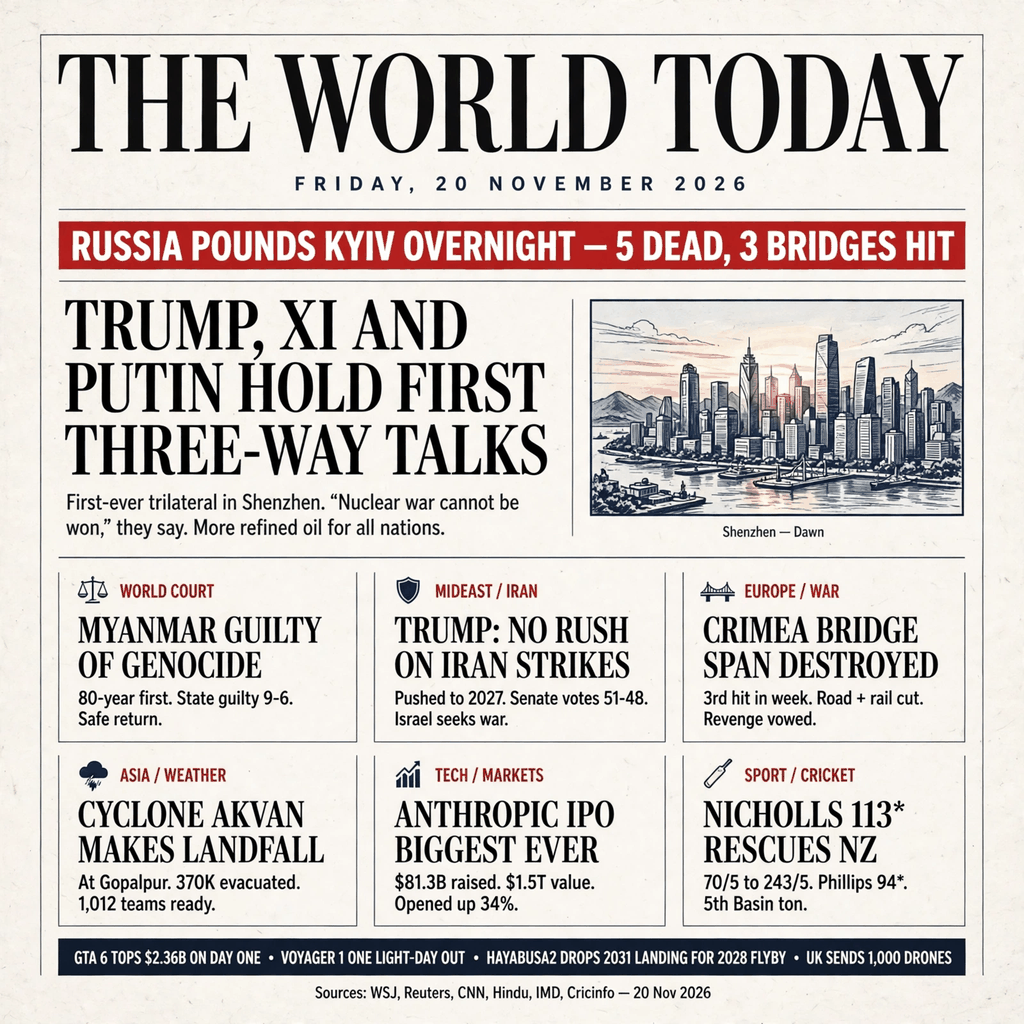 THE WORLD TODAY
FRIDAY, 20 NOVEMBER 2026
RUSSIA POUNDS KYIV OVERNIGHT – 5 DEAD, 3 BRIDGES HIT
TRUMP, XI AND
PUTIN HOLD FIRST
THREE-WAY TALKS
First-ever trilateral in Shenzhen. “Nuclear war cannot be
won,” they say. More refined oil for all nations.
Shenzhen — Dawn
WORLD COURT
MYANMAR GUILTY
OF GENOCIDE
80-year first. State guilty 9-6.
Safe return.
MIDEAST / IRAN
TRUMP: NO RUSH
ON IRAN STRIKES
Pushed to 2027. Senate votes 51-48.
Israel seeks war.
EUROPE / WAR
CRIMEA BRIDGE
SPAN DESTROYED
3rd hit in week. Road + rail cut.
Revenge vowed.
ASIA / WEATHER
CYCLONE AKVAN
MAKES LANDFALL
At Gopalpur. 370K evacuated.
1,012 teams ready.
TECH / MARKETS
ANTHROPIC IPO
BIGGEST EVER
$81.3B raised. $1.5T value.
Opened up 34%.
SPORT / CRICKET
NICHOLLS 113*
RESCUES NZ
70/5 to 243/5. Phillips 94*.
5th Basin ton.
GTA 6 TOPS $2.36B ON DAY ONE • VOYAGER 1 ONE LIGHT-DAY OUT • HAYABUSA2 DROPS 2031 LANDING FOR 2028 FLYBY • UK SENDS 1,000 DRONES
Sources: WSJ, Reuters, CNN, Hindu, IMD, Cricinfo — 20 Nov 2026